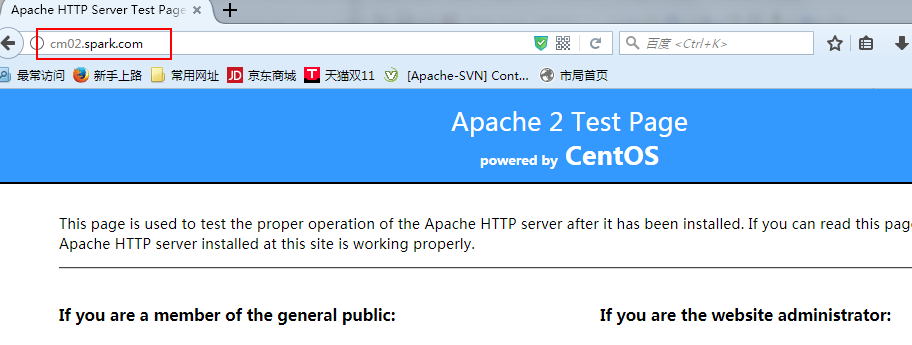 Apache HTTP Server Test Page
cm02.spark.com
百度 <Ctrl+K>
最常访问 新手上路 常用网址 JD 京东商城 T 天猫双11 [Apache-SVN] Cont... 市局首页
Apache 2 Test Page
powered by CentOS
This page is used to test the proper operation of the Apache HTTP server after it has been installed. If you can read this pag
Apache HTTP server installed at this site is working properly.
If you are a member of the general public:
If you are the website administrator: